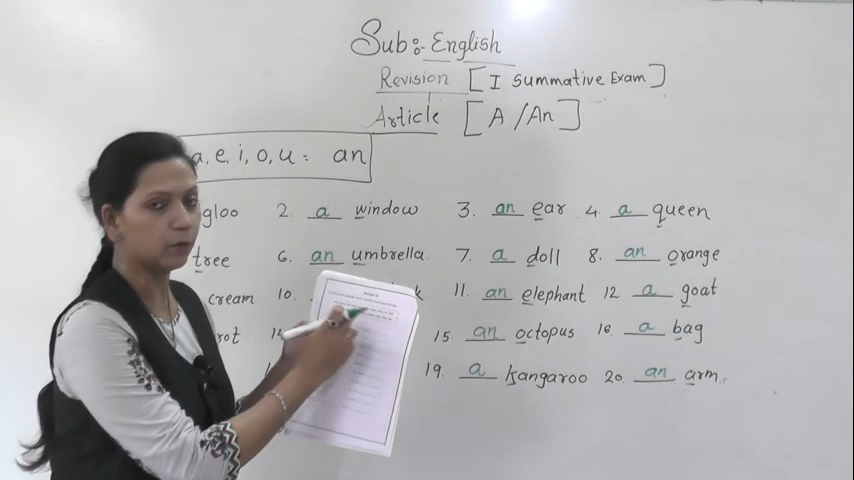 Sub:- English
Revision [I Summative Exam]
Article [A/An]
a, e, i, o, u = an
gloo 2. a window 3. an ear 4. a queen
tree 6. an umbrella 7. a doll 8. an orange
cream 10. k 11. an elephant 12 a goat
rot 15. an octopus 16. a bag
19. a kangaroo 20. an arm.